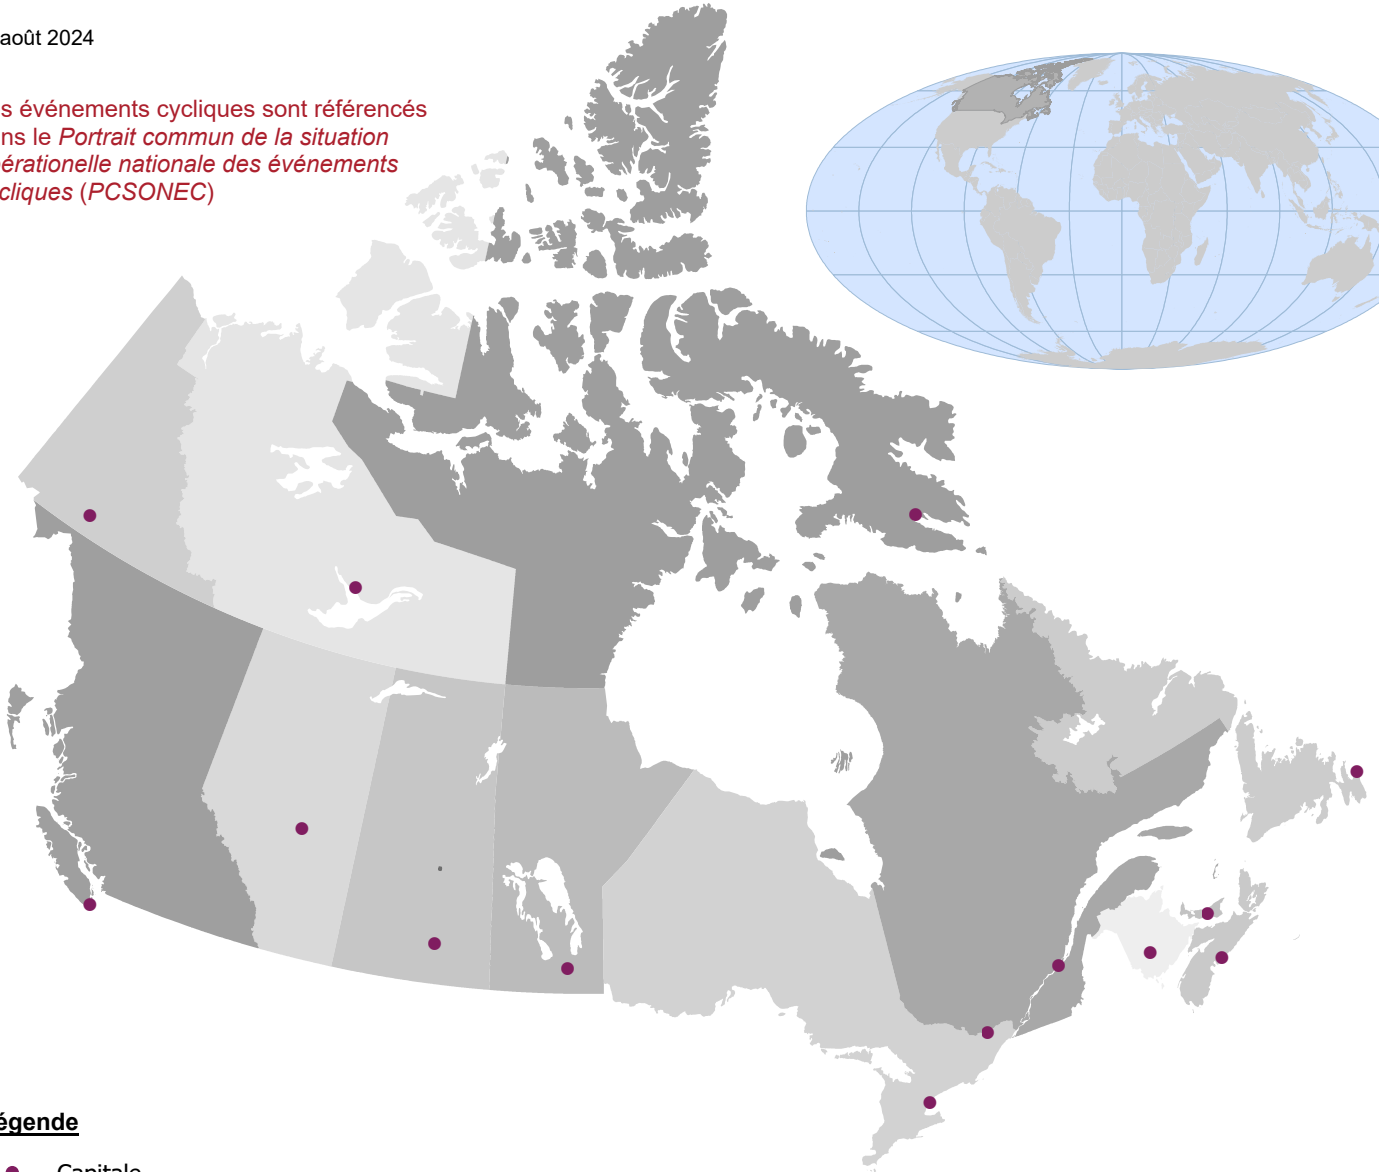 août 2024
s événements cycliques sont référencés
ns le Portrait commun de la situation
érationelle nationale des événements
cliques (PCSONEC)
égende
Capitale